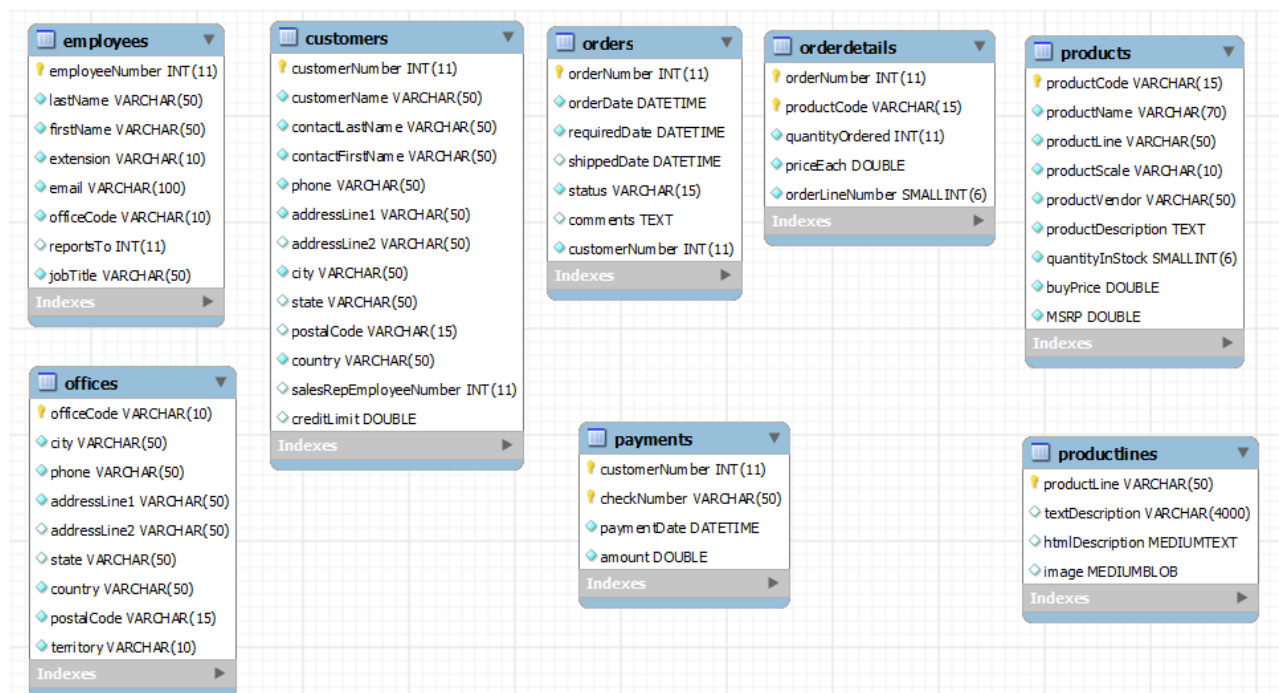 employees
employeeNumber INT(11)
lastName VARCHAR(50)
firstName VARCHAR(50)
extension VARCHAR(10)
email VARCHAR(100)
officeCode VARCHAR(10)
reportsTo INT(11)
jobTitle VARCHAR(50)
Indexes
customers
customerNumber INT(11)
customerName VARCHAR(50)
contactLastName VARCHAR(50)
contactFirstName VARCHAR(50)
phone VARCHAR(50)
addressLine1 VARCHAR(50)
addressLine2 VARCHAR(50)
city VARCHAR(50)
state VARCHAR(50)
postalCode VARCHAR(15)
country VARCHAR(50)
salesRepEmployeeNumber INT(11)
creditLimit DOUBLE
Indexes
orders
orderNumber INT(11)
orderDate DATETIME
requiredDate DATETIME
shippedDate DATETIME
status VARCHAR(15)
comments TEXT
customerNumber INT(11)
Indexes
orderdetails
orderNumber INT(11)
productCode VARCHAR(15)
quantityOrdered INT(11)
priceEach DOUBLE
orderLineNumber SMALLINT(6)
Indexes
products
productCode VARCHAR(15)
productName VARCHAR(70)
productLine VARCHAR(50)
productScale VARCHAR(10)
productVendor VARCHAR(50)
productDescription TEXT
quantityInStock SMALLINT(6)
buyPrice DOUBLE
MSRP DOUBLE
Indexes
offices
officeCode VARCHAR(10)
city VARCHAR(50)
phone VARCHAR(50)
addressLine1 VARCHAR(50)
addressLine2 VARCHAR(50)
state VARCHAR(50)
country VARCHAR(50)
postalCode VARCHAR(15)
territory VARCHAR(10)
Indexes
payments
customerNumber INT(11)
checkNumber VARCHAR(50)
paymentDate DATETIME
amount DOUBLE
Indexes
productlines
productLine VARCHAR(50)
textDescription VARCHAR(4000)
htmlDescription MEDIUMTEXT
image MEDIUMBLOB
Indexes